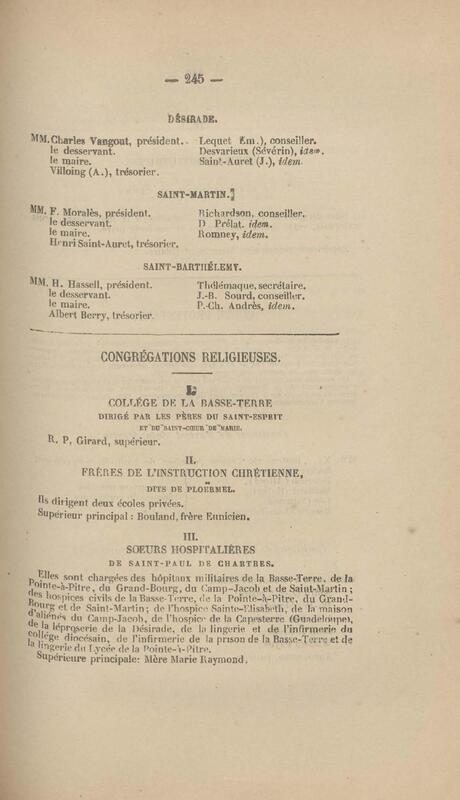 — 245 —
DÉSIRADE.
MM. Charles Vangout, président.
le desservant.
le maire.
Villoing (A.), trésorier.
Lequet Em.), conseiller.
Desvarieux (Sévérin), idem.
Saint-Auret (J.), idem.
SAINT-MARTIN.
MM. F. Moralès, président.
le desservant.
le maire.
Henri Saint-Auret, trésorier.
Richardson, conseiller.
D Prélat. idem.
Romney, idem.
SAINT-BARTHÉLEMY.
MM. H. Hassell, président.
le desservant.
le maire.
Albert Berry, trésorier.
Thélémaque, secrétaire.
J.-B. Sourd, conseiller.
P.-Ch. Andrès, idem.
CONGRÉGATIONS RELIGIEUSES.
I.
COLLÉGE DE LA BASSE-TERRE
DIRIGÉ PAR LES PÈRES DU SAINT-ESPRIT
ET DU SAINT-CŒUR DE MARIE.
R. P. Girard, supérieur.
II.
FRÈRES DE L'INSTRUCTION CHRÉTIENNE,
DITS DE PLOËRMEL.
Ils dirigent deux écoles privées.
Supérieur principal : Bouland, frère Eunicien.
III.
SŒURS HOSPITALIÈRES
DE SAINT-PAUL DE CHARTRES.
Elles sont chargées des hôpitaux militaires de la Basse-Terre, de la
Pointe-à-Pitre, du Grand-Bourg, du Camp-Jacob et de Saint-Martin ;
des hospices civils de la Basse-Terre, de la Pointe-à-Pitre, du Grand-
Bourg et de Saint-Martin; de l'hospice Sainte-Elisabeth, de la maison
d'aliénés du Camp-Jacob, de l'hospice de la Capesterre (Guadeloupe),
de la léproserie de la Désirade, de la lingerie et de l'infirmerie du
collége diocésain, de l'infirmerie de la prison de la Basse-Terre et de
la lingerie du Lycée de la Pointe-à-Pitre.
Supérieure principale: Mère Marie Raymond.